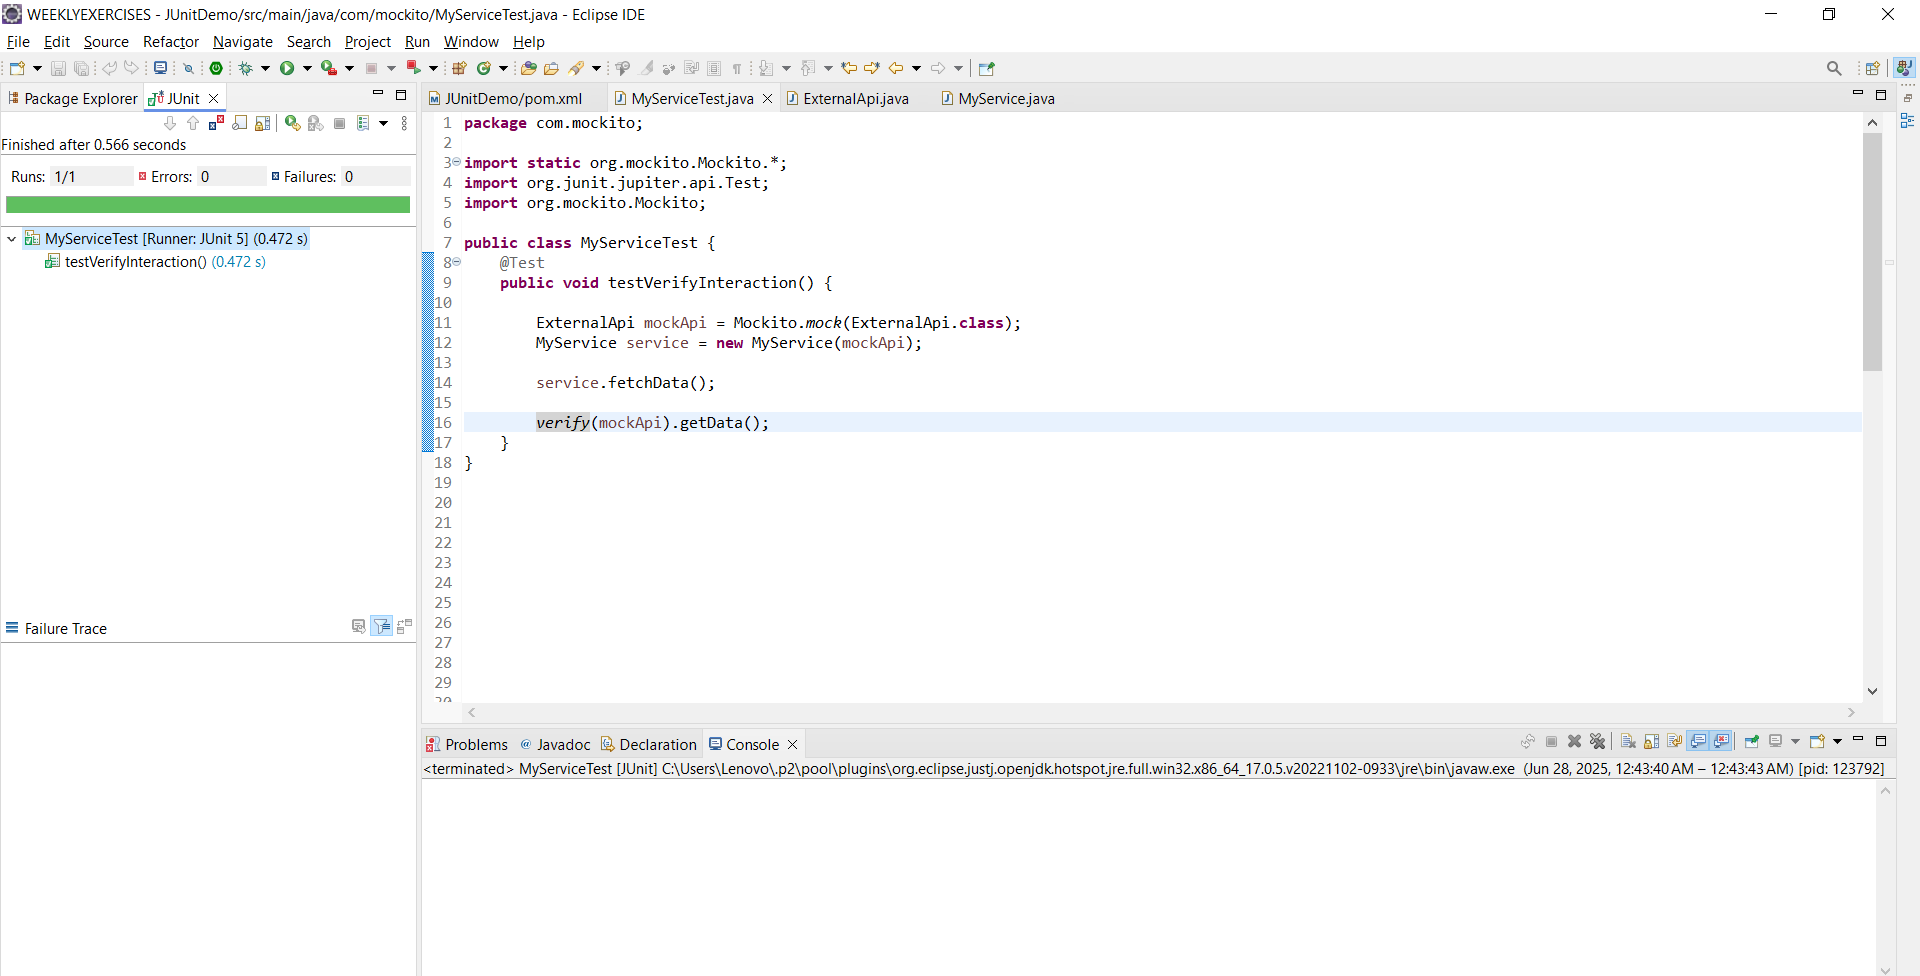 WEEKLYEXERCISES - JUnitDemo/src/main/java/com/mockito/MyServiceTest.java - Eclipse IDE
File Edit Source Refactor Navigate Search Project Run Window Help
Package Explorer JUnit
Finished after 0.566 seconds
Runs: 1/1 Errors: 0 Failures: 0
MyServiceTest [Runner: JUnit 5] (0.472 s)
testVerifyInteraction() (0.472 s)
Failure Trace
JUnitDemo/pom.xml MyServiceTest.java ExternalApi.java MyService.java
1 package com.mockito;
2
3 import static org.mockito.Mockito.*;
4 import org.junit.jupiter.api.Test;
5 import org.mockito.Mockito;
6
7 public class MyServiceTest {
8 @Test
9 public void testVerifyInteraction() {
10
11 ExternalApi mockApi = Mockito.mock(ExternalApi.class);
12 MyService service = new MyService(mockApi);
13
14 service.fetchData();
15
16 verify(mockApi).getData();
17 }
18 }
19
20
21
22
23
24
25
26
27
28
29
30
Problems Javadoc Declaration Console
<terminated> MyServiceTest [JUnit] C:\Users\Lenovo\.p2\pool\plugins\org.eclipse.justj.openjdk.hotspot.jre.full.win32.x86_64_17.0.5.v20221102-0933\jre\bin\javaw.exe (Jun 28, 2025, 12:43:40 AM – 12:43:43 AM) [pid: 123792]